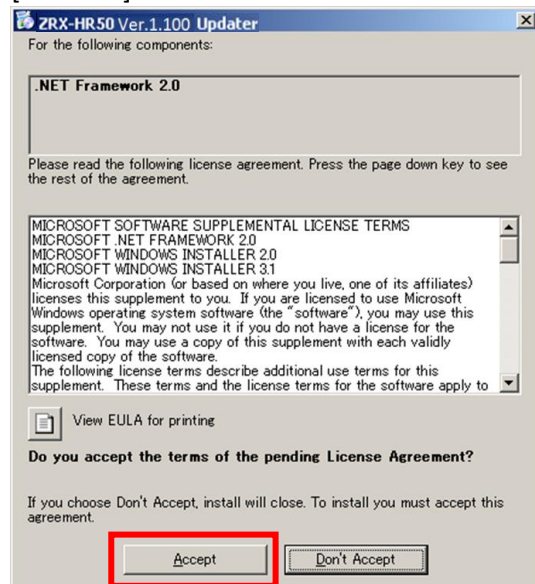 ZRX-HR50 Ver.1.100 Updater
For the following components:
.NET Framework 2.0
Please read the following license agreement. Press the page down key to see
the rest of the agreement.
MICROSOFT SOFTWARE SUPPLEMENTAL LICENSE TERMS
MICROSOFT .NET FRAMEWORK 2.0
MICROSOFT WINDOWS INSTALLER 2.0
MICROSOFT WINDOWS INSTALLER 3.1
Microsoft Corporation (or based on where you live, one of its affiliates)
licenses this supplement to you.  If you are licensed to use Microsoft
Windows operating system software (the "software"), you may use this
supplement.  You may not use it if you do not have a license for the
software.  You may use a copy of this supplement with each validly
licensed copy of the software.
The following license terms describe additional use terms for this
supplement.  These terms and the license terms for the software apply to
View EULA for printing
Do you accept the terms of the pending License Agreement?
If you choose Don't Accept, install will close. To install you must accept this
agreement.
Accept
Don't Accept